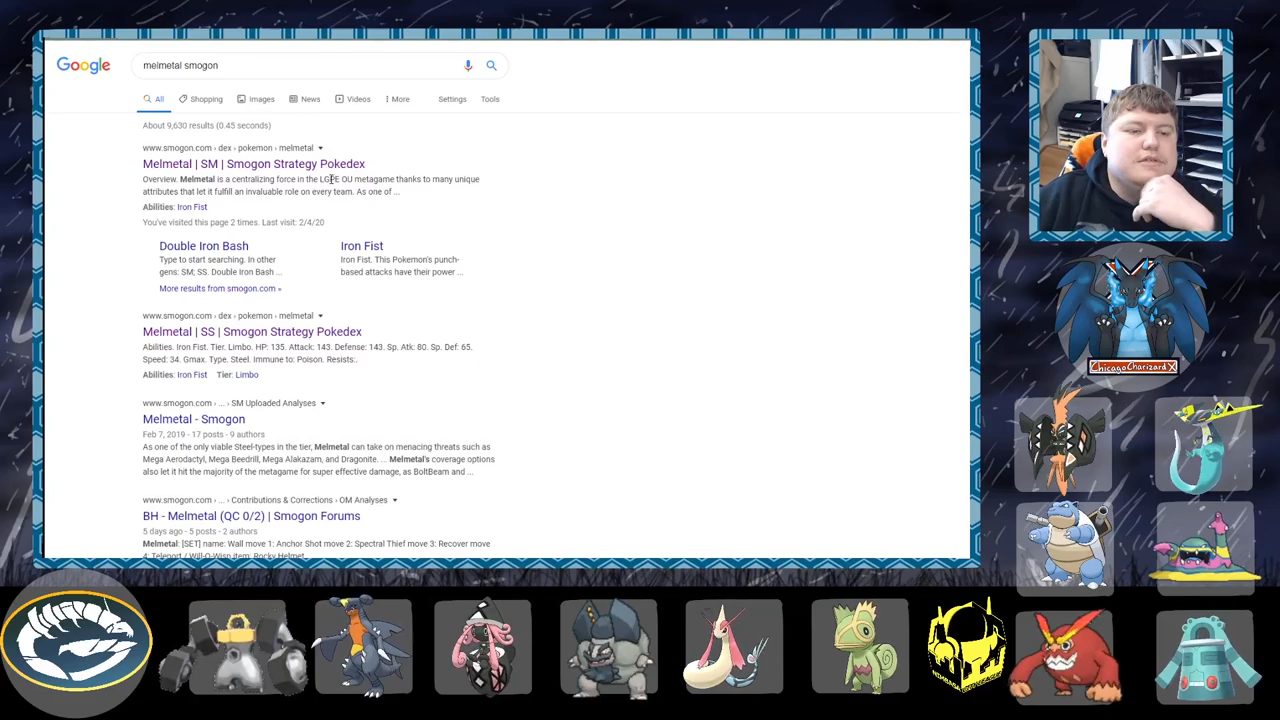 Google
melmetal smogon
All
Shopping
Images
News
Videos
More
Settings
Tools
About 9,630 results (0.45 seconds)
www.smogon.com › dex › pokemon › melmetal
Melmetal | SM | Smogon Strategy Pokedex
Overview. Melmetal is a centralizing force in the LGPE OU metagame thanks to many unique
attributes that let it fulfill an invaluable role on every team. As one of ...
Abilities: Iron Fist
You've visited this page 2 times. Last visit: 2/4/20
Double Iron Bash
Type to start searching. In other
gens: SM; SS. Double Iron Bash ...
Iron Fist
Iron Fist. This Pokemon's punch-
based attacks have their power ...
More results from smogon.com »
www.smogon.com › dex › pokemon › melmetal
Melmetal | SS | Smogon Strategy Pokedex
Abilities. Iron Fist. Tier. Limbo. HP: 135. Attack: 143. Defense: 143. Sp. Atk: 80. Sp. Def: 65.
Speed: 34. Gmax. Type. Steel. Immune to: Poison. Resists:.
Abilities: Iron Fist Tier: Limbo
www.smogon.com › ... › SM Uploaded Analyses
Melmetal - Smogon
Feb 7, 2019 - 17 posts - 9 authors
As one of the only viable Steel-types in the tier, Melmetal can take on menacing threats such as
Mega Aerodactyl, Mega Beedrill, Mega Alakazam, and Dragonite. ... Melmetal's coverage options
also let it hit the majority of the metagame for super effective damage, as BoltBeam and ...
www.smogon.com › ... › Contributions & Corrections › OM Analyses
BH - Melmetal (QC 0/2) | Smogon Forums
5 days ago - 5 posts - 2 authors
Melmetal: [SET] name: Wall move 1: Anchor Shot move 2: Spectral Thief move 3: Recover move
4: Teleport / Will-O-Wisp item: Rocky Helmet
ChicagoCharizardX